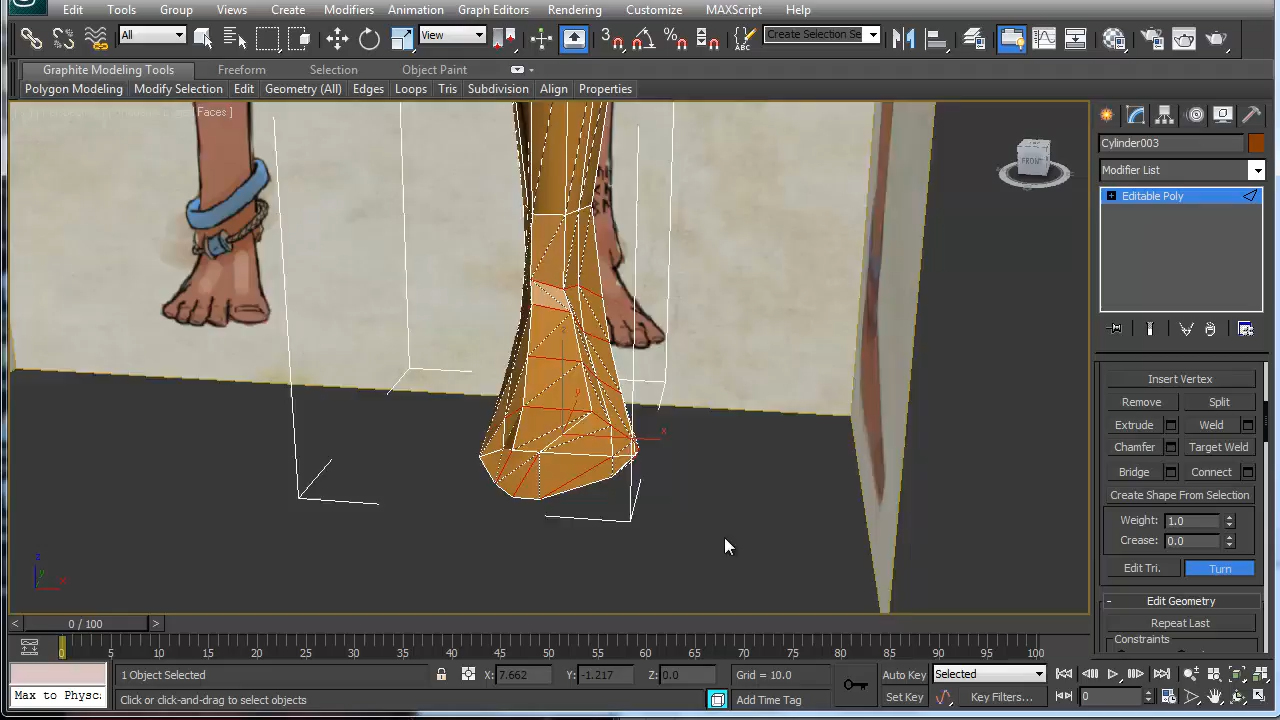 Edit Tools Group Views Create Modifiers Animation Graph Editors Rendering Customize MAXScript Help
All View 3 Create Selection Se
Graphite Modeling Tools Freeform Selection Object Paint
Polygon Modeling Modify Selection Edit Geometry (All) Edges Loops Tris Subdivision Align Properties
Faces ]
FRONT
Cylinder003
Modifier List
Editable Poly
Insert Vertex
Remove Split
Extrude Weld
Chamfer Target Weld
Bridge Connect
Create Shape From Selection
Weight: 1.0
Crease: 0.0
Edit Tri. Turn
- Edit Geometry
Repeat Last
Constraints
z
y
x
z
y
x
< 0 / 100 >
0 5 10 15 20 25 30 35 40 45 50 55 60 65 70 75 80 85 90 95 100
1 Object Selected X: 7.662 Y: -1.217 Z: 0.0 Grid = 10.0 Auto Key Selected
Max to Physcs Click or click-and-drag to select objects Add Time Tag Set Key Key Filters... 0